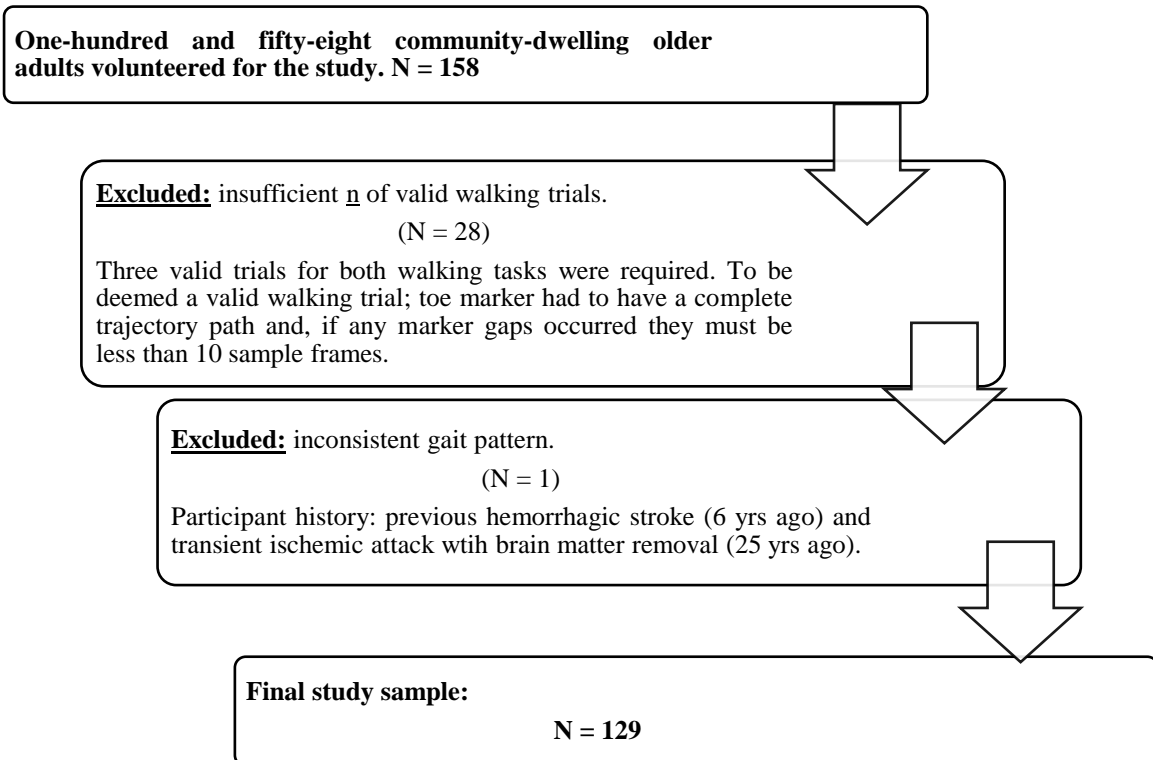 One-hundred and fifty-eight community-dwelling older
adults volunteered for the study. N = 158
Excluded: insufficient n of valid walking trials.
(N = 28)
Three valid trials for both walking tasks were required. To be
deemed a valid walking trial; toe marker had to have a complete
trajectory path and, if any marker gaps occurred they must be
less than 10 sample frames.
Excluded: inconsistent gait pattern.
(N = 1)
Participant history: previous hemorrhagic stroke (6 yrs ago) and
transient ischemic attack wtih brain matter removal (25 yrs ago).
Final study sample:
N = 129